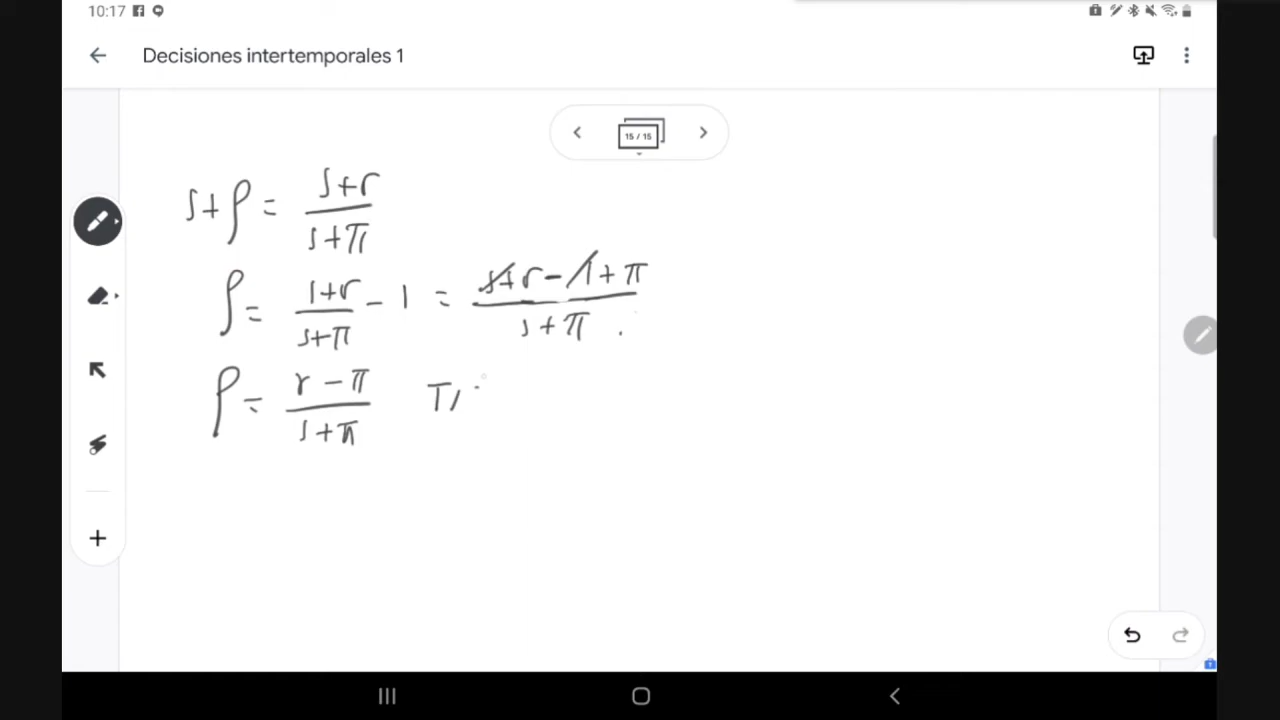 10:17
Decisiones intertemporales 1
15 / 15
1+ρ = (1+r)/(1+π)
ρ = (1+r)/(1+π) - 1 = (1+r-1+π)/(1+π) .
ρ = (r-π)/(1+π) π